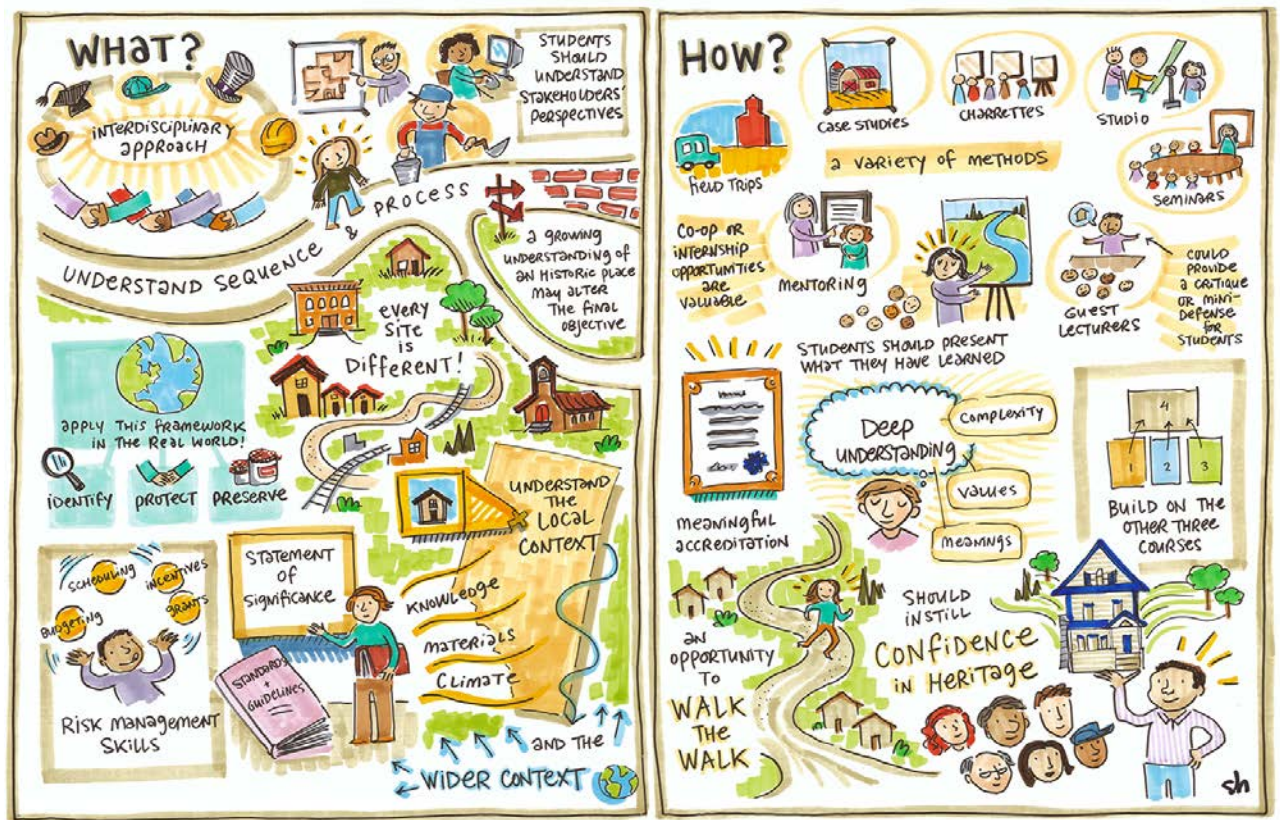 WHAT?
INTERDISCIPLINARY
APPROACH
STUDENTS
SHOULD
UNDERSTAND
STAKEHOLDERS'
PERSPECTIVES
UNDERSTAND SEQUENCE & PROCESS
A GROWING
UNDERSTANDING OF
AN HISTORIC PLACE
MAY ALTER
THE FINAL
OBJECTIVE
EVERY
SITE
IS
DIFFERENT!
APPLY THIS FRAMEWORK
IN THE REAL WORLD!
IDENTIFY
PROTECT
PRESERVE
UNDERSTAND
THE
LOCAL
CONTEXT
KNOWLEDGE
MATERIALS
CLIMATE
AND THE
WIDER CONTEXT
STATEMENT
OF
SIGNIFICANCE
STANDARDS
+
GUIDELINES
BUDGETING
SCHEDULING
INCENTIVES
GRANTS
RISK MANAGEMENT
SKILLS
HOW?
CASE STUDIES
CHARRETTES
STUDIO
FIELD TRIPS
A VARIETY OF METHODS
SEMINARS
CO-OP OR
INTERNSHIP
OPPORTUNITIES
ARE
VALUABLE
MENTORING
STUDENTS SHOULD PRESENT
WHAT THEY HAVE LEARNED
GUEST
LECTURERS
COULD
PROVIDE
A CRITIQUE
OR MINI-
DEFENSE
FOR
STUDENTS
MEANINGFUL
ACCREDITATION
DEEP
UNDERSTANDING
COMPLEXITY
VALUES
MEANINGS
4
1 2 3
BUILD ON THE
OTHER THREE
COURSES
AN
OPPORTUNITY
TO
WALK
THE
WALK
SHOULD
INSTILL
CONFIDENCE
IN HERITAGE
sh